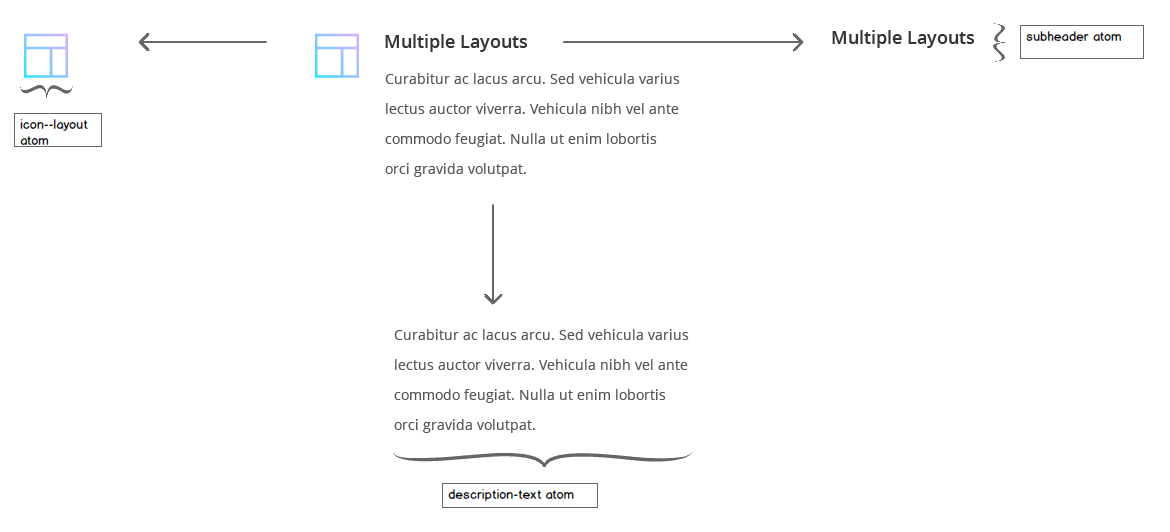 Multiple Layouts
Curabitur ac lacus arcu. Sed vehicula varius
lectus auctor viverra. Vehicula nibh vel ante
commodo feugiat. Nulla ut enim lobortis
orci gravida volutpat.
icon--layout
atom
Multiple Layouts
subheader atom
Curabitur ac lacus arcu. Sed vehicula varius
lectus auctor viverra. Vehicula nibh vel ante
commodo feugiat. Nulla ut enim lobortis
orci gravida volutpat.
description-text atom